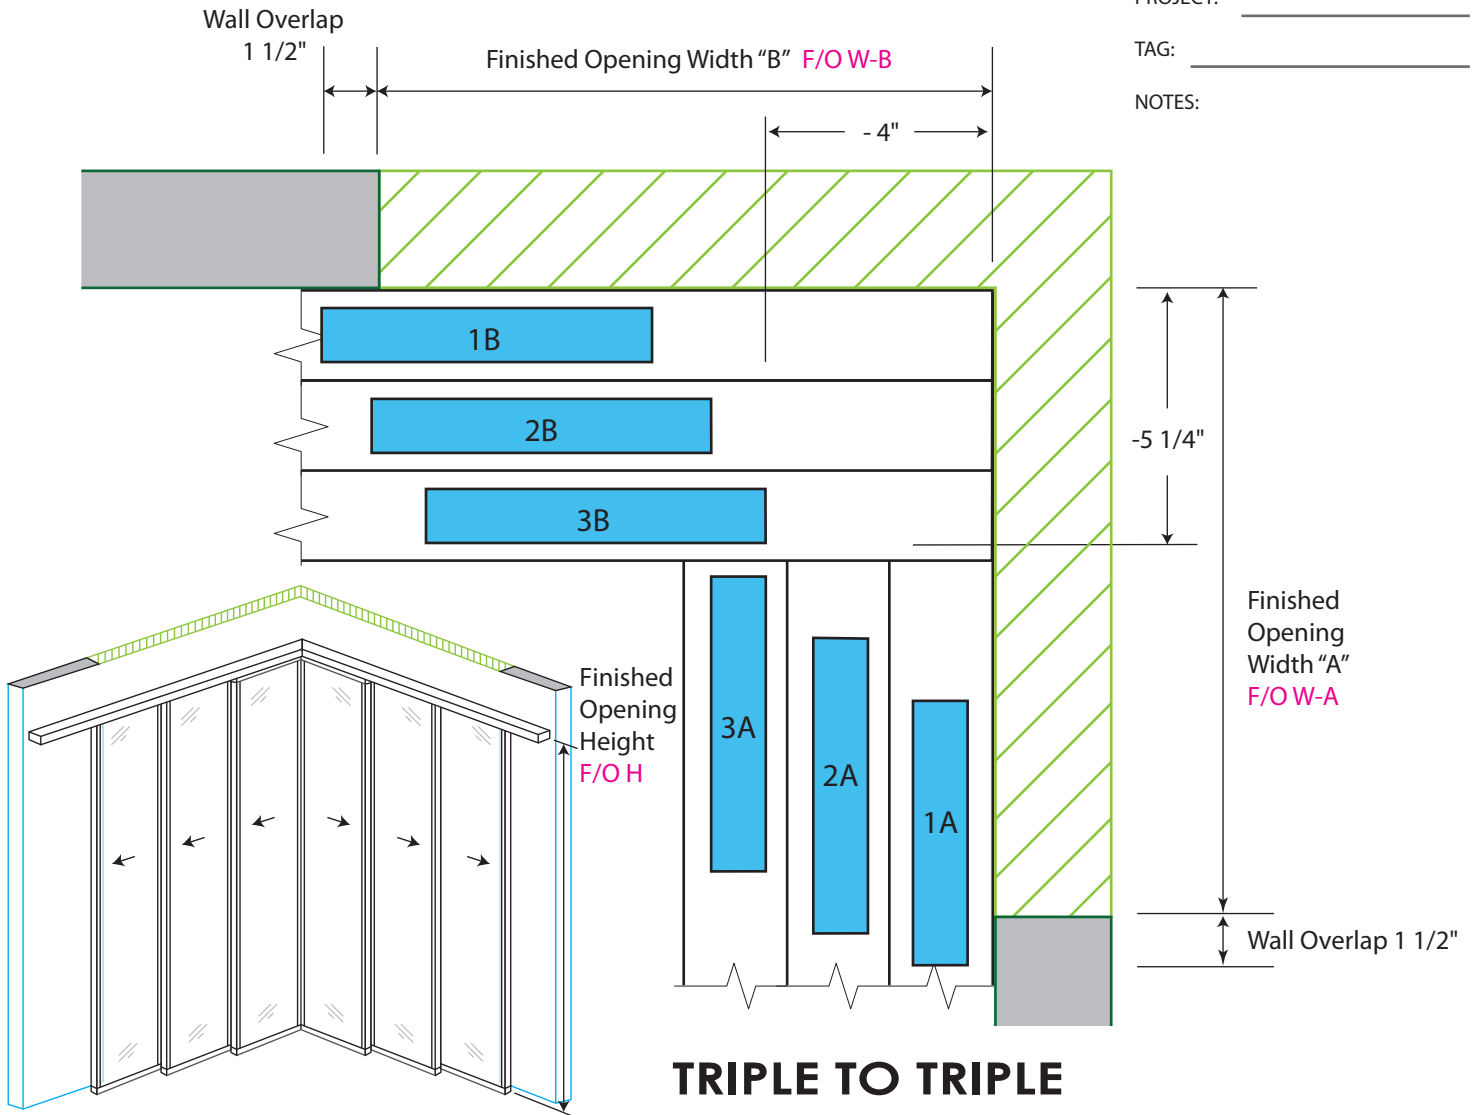 PROJECT:
Wall Overlap
1 1/2"
Finished Opening Width “B” F/O W-B
TAG:
NOTES:
- 4"
1B
2B
3B
-5 1/4"
Finished
Opening
Width “A”
F/O W-A
Finished
Opening
Height
F/O H
3A
2A
1A
Wall Overlap 1 1/2"
TRIPLE TO TRIPLE